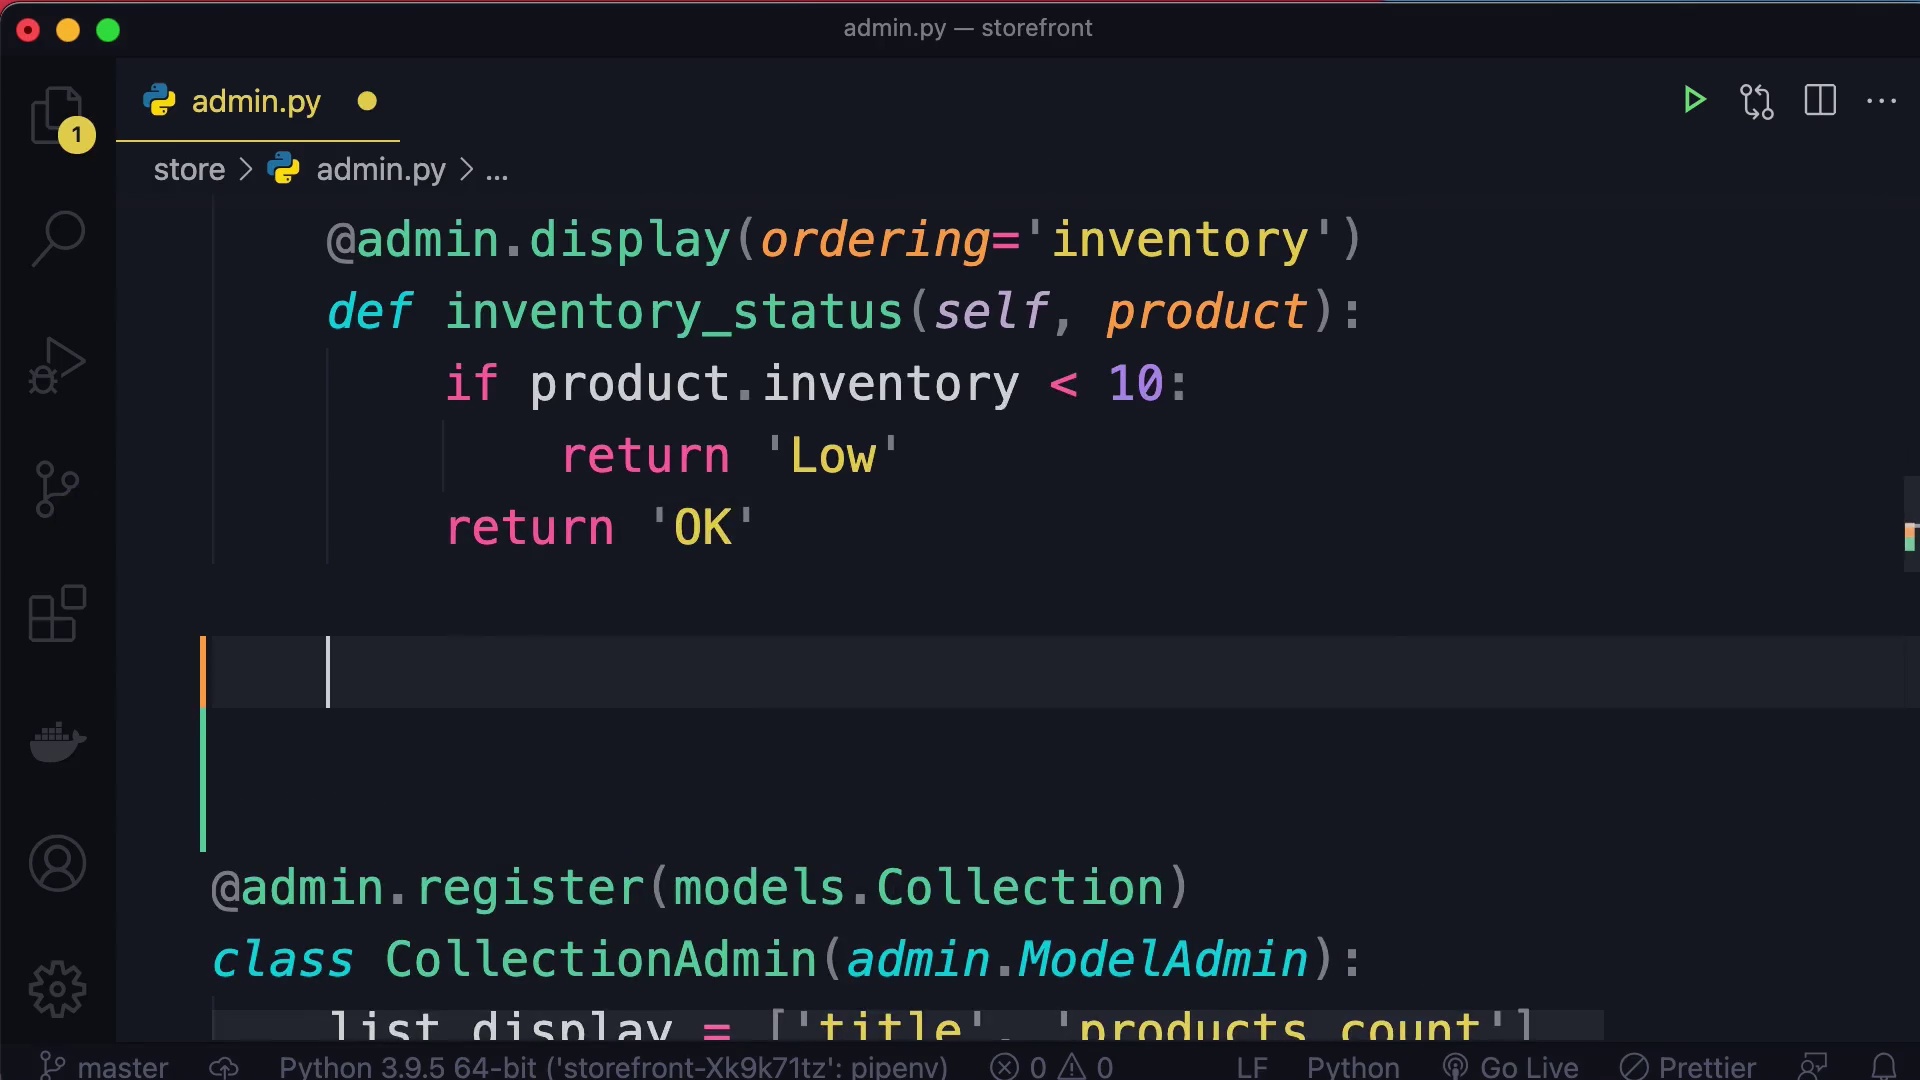 admin.py — storefront
admin.py
1
store > admin.py > ...
@admin.display(ordering='inventory')
def inventory_status(self, product):
if product.inventory < 10:
return 'Low'
return 'OK'
@admin.register(models.Collection)
class CollectionAdmin(admin.ModelAdmin):
list_display = ['title', 'products_count']
master Python 3.9.5 64-bit ('storefront-Xk9k71tz': pipenv) 0 0 LF Python Go Live Prettier